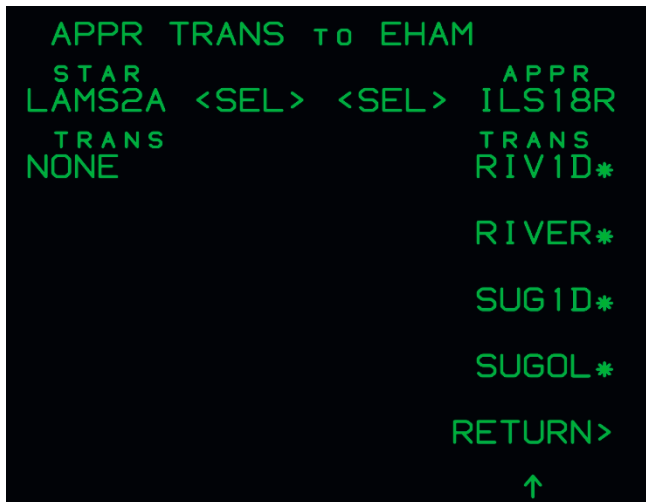 APPR TRANS TO EHAM
STAR APPR
LAMS2A <SEL> <SEL> ILS18R
TRANS TRANS
NONE RIV1D*
RIVER*
SUG1D*
SUGOL*
RETURN>
↑